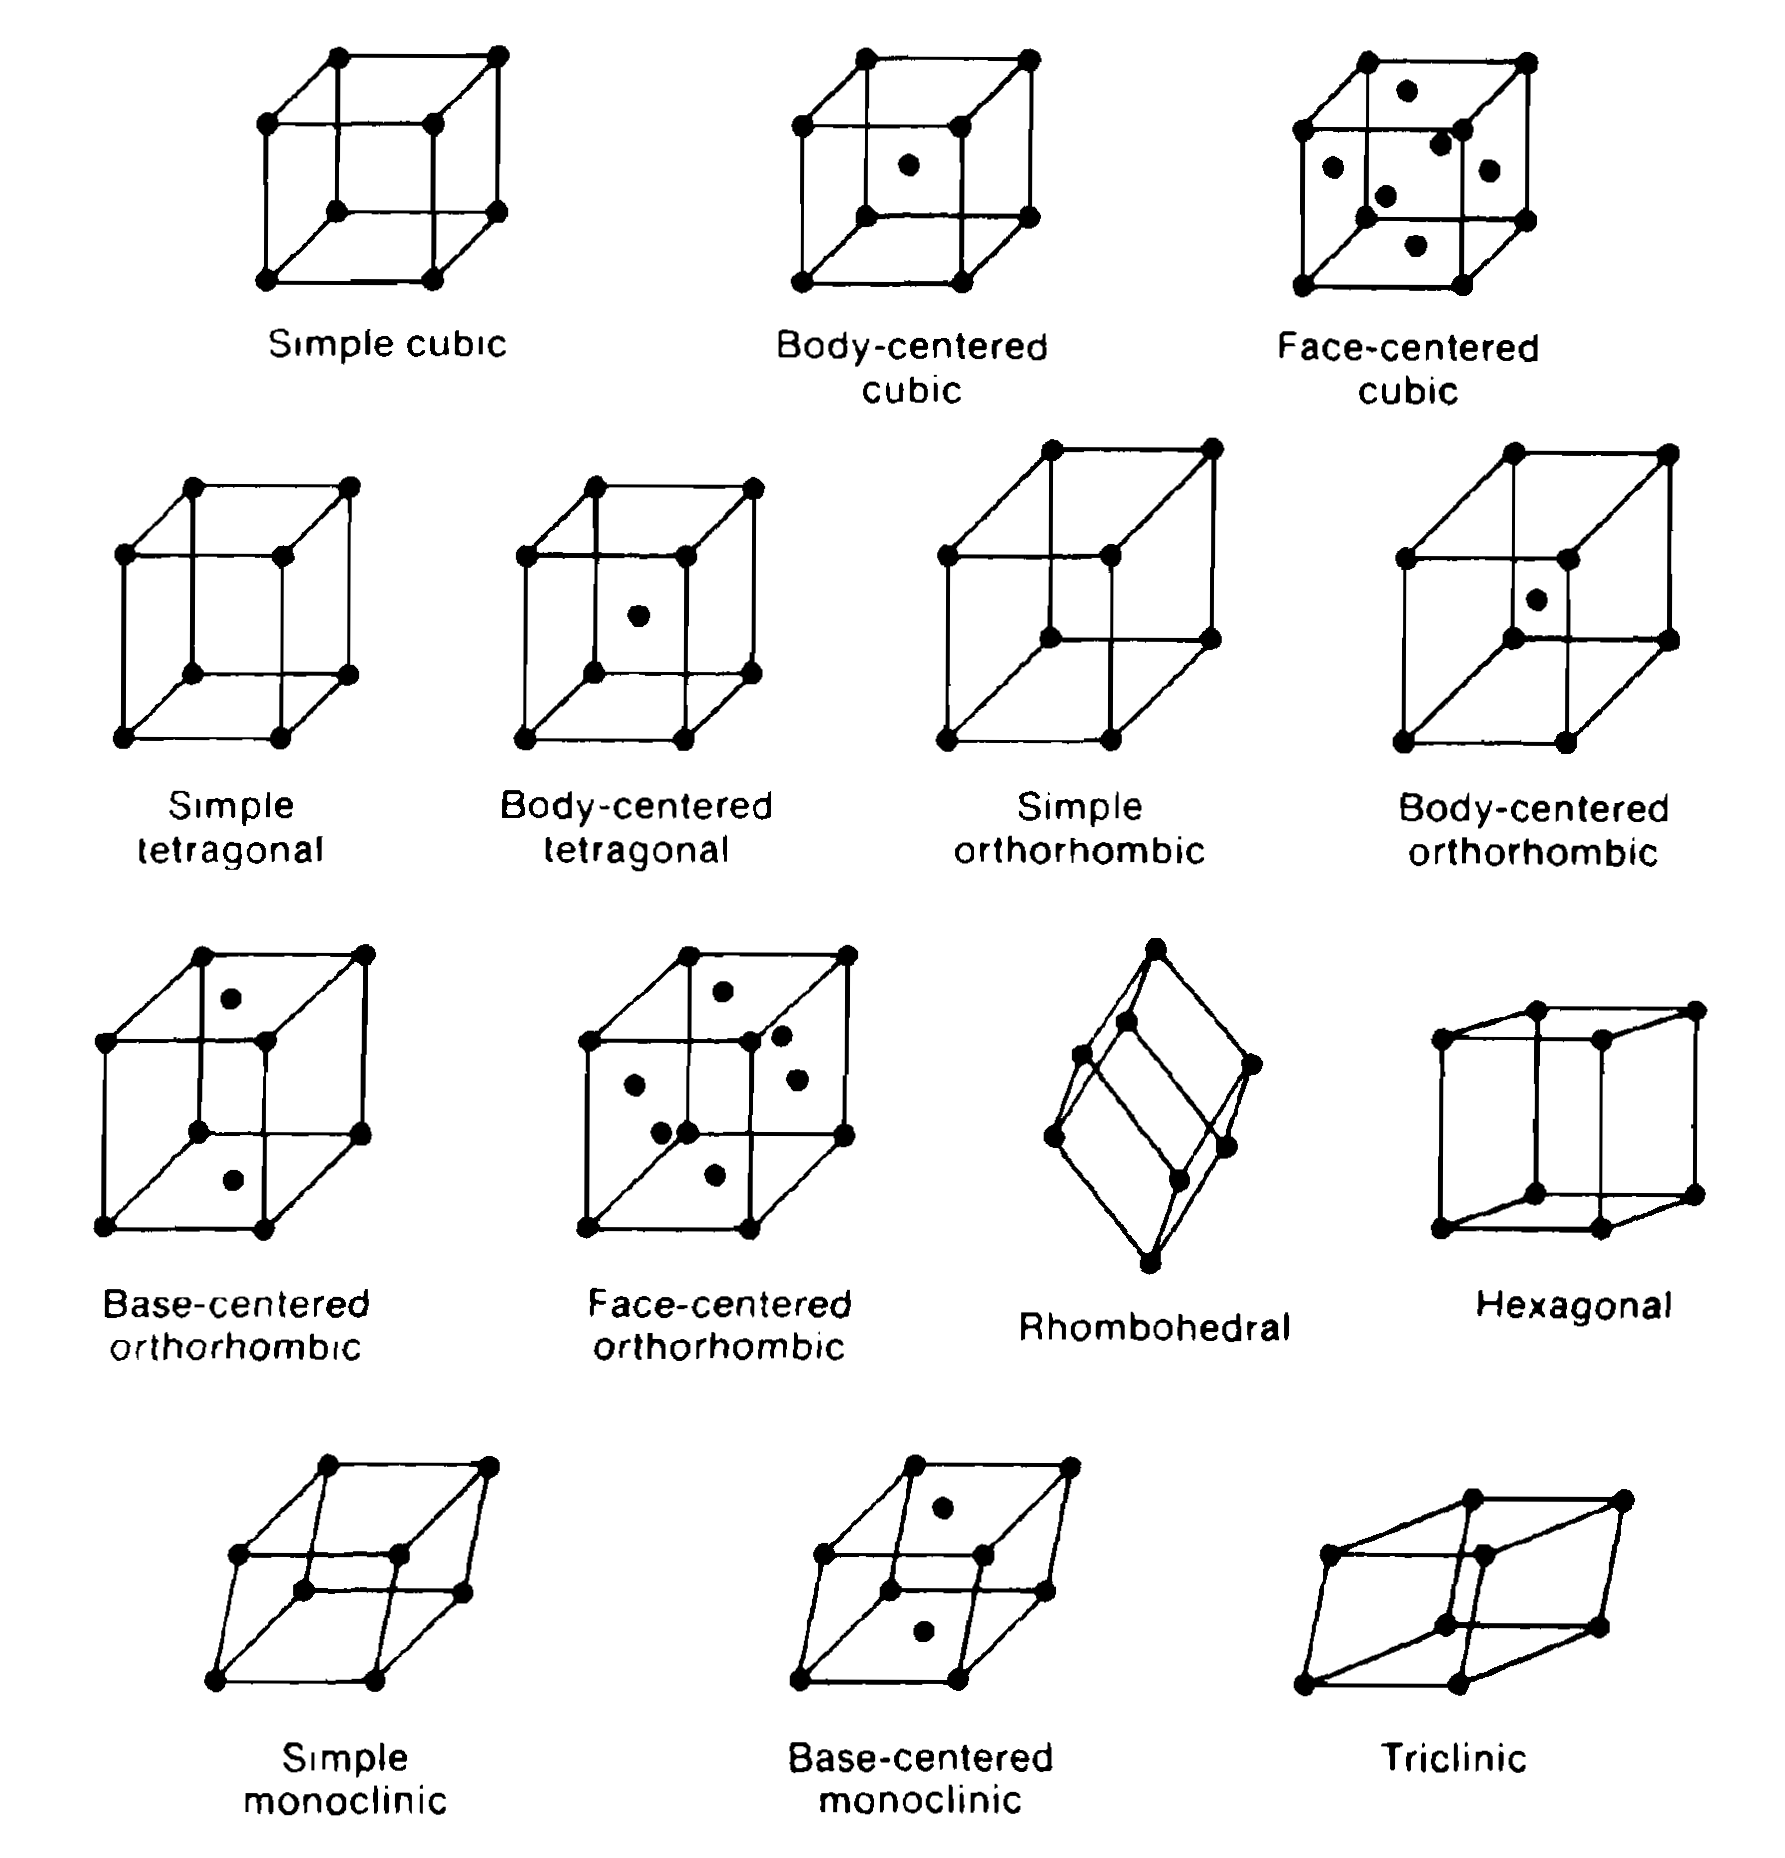 Simple cubic
Body-centered
cubic
Face-centered
cubic
Simple
tetragonal
Body-centered
tetragonal
Simple
orthorhombic
Body-centered
orthorhombic
Base-centered
orthorhombic
Face-centered
orthorhombic
Rhombohedral
Hexagonal
Simple
monoclinic
Base-centered
monoclinic
Triclinic